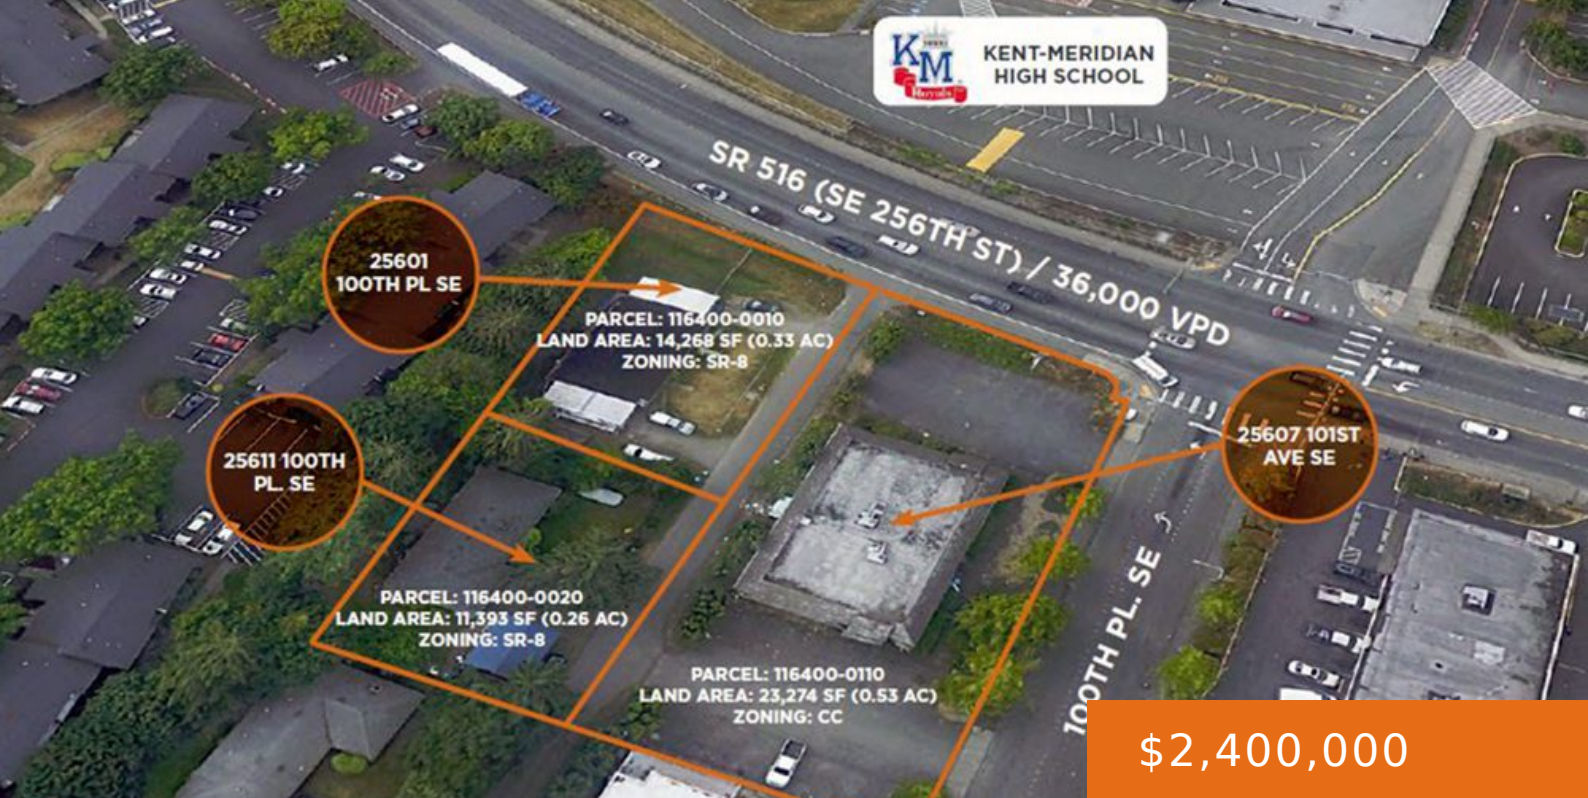 KM
Royals
KENT-MERIDIAN
HIGH SCHOOL
SR 516 (SE 256TH ST) / 36,000 VPD
25601
100TH PL SE
PARCEL: 116400-0010
LAND AREA: 14,268 SF (0.33 AC)
ZONING: SR-8
25611 100TH
PL. SE
25607 101ST
AVE SE
PARCEL: 116400-0020
LAND AREA: 11,393 SF (0.26 AC)
ZONING: SR-8
PARCEL: 116400-0110
LAND AREA: 23,274 SF (0.53 AC)
ZONING: CC
100TH PL. SE
$2,400,000